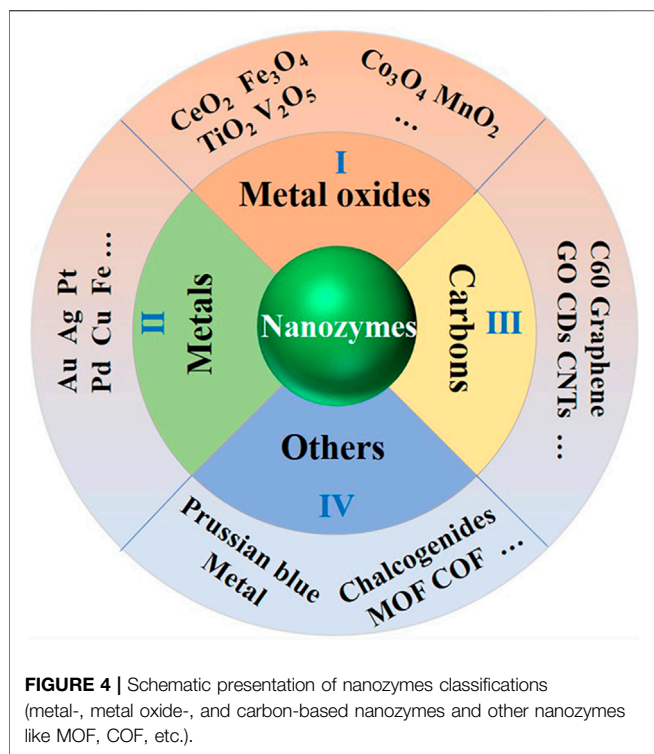 CeO2 Fe3O4
TiO2 V2O5
Co3O4 MnO2
...
I
Metal oxides
Au Ag Pt
Pd Cu Fe ...
II
Metals
Nanozymes
Carbons
III
C60 Graphene
GO CDs CNTs
...
Others
IV
Prussian blue
Metal
Chalcogenides
MOF COF ...
FIGURE 4 | Schematic presentation of nanozymes classifications
(metal-, metal oxide-, and carbon-based nanozymes and other nanozymes
like MOF, COF, etc.).